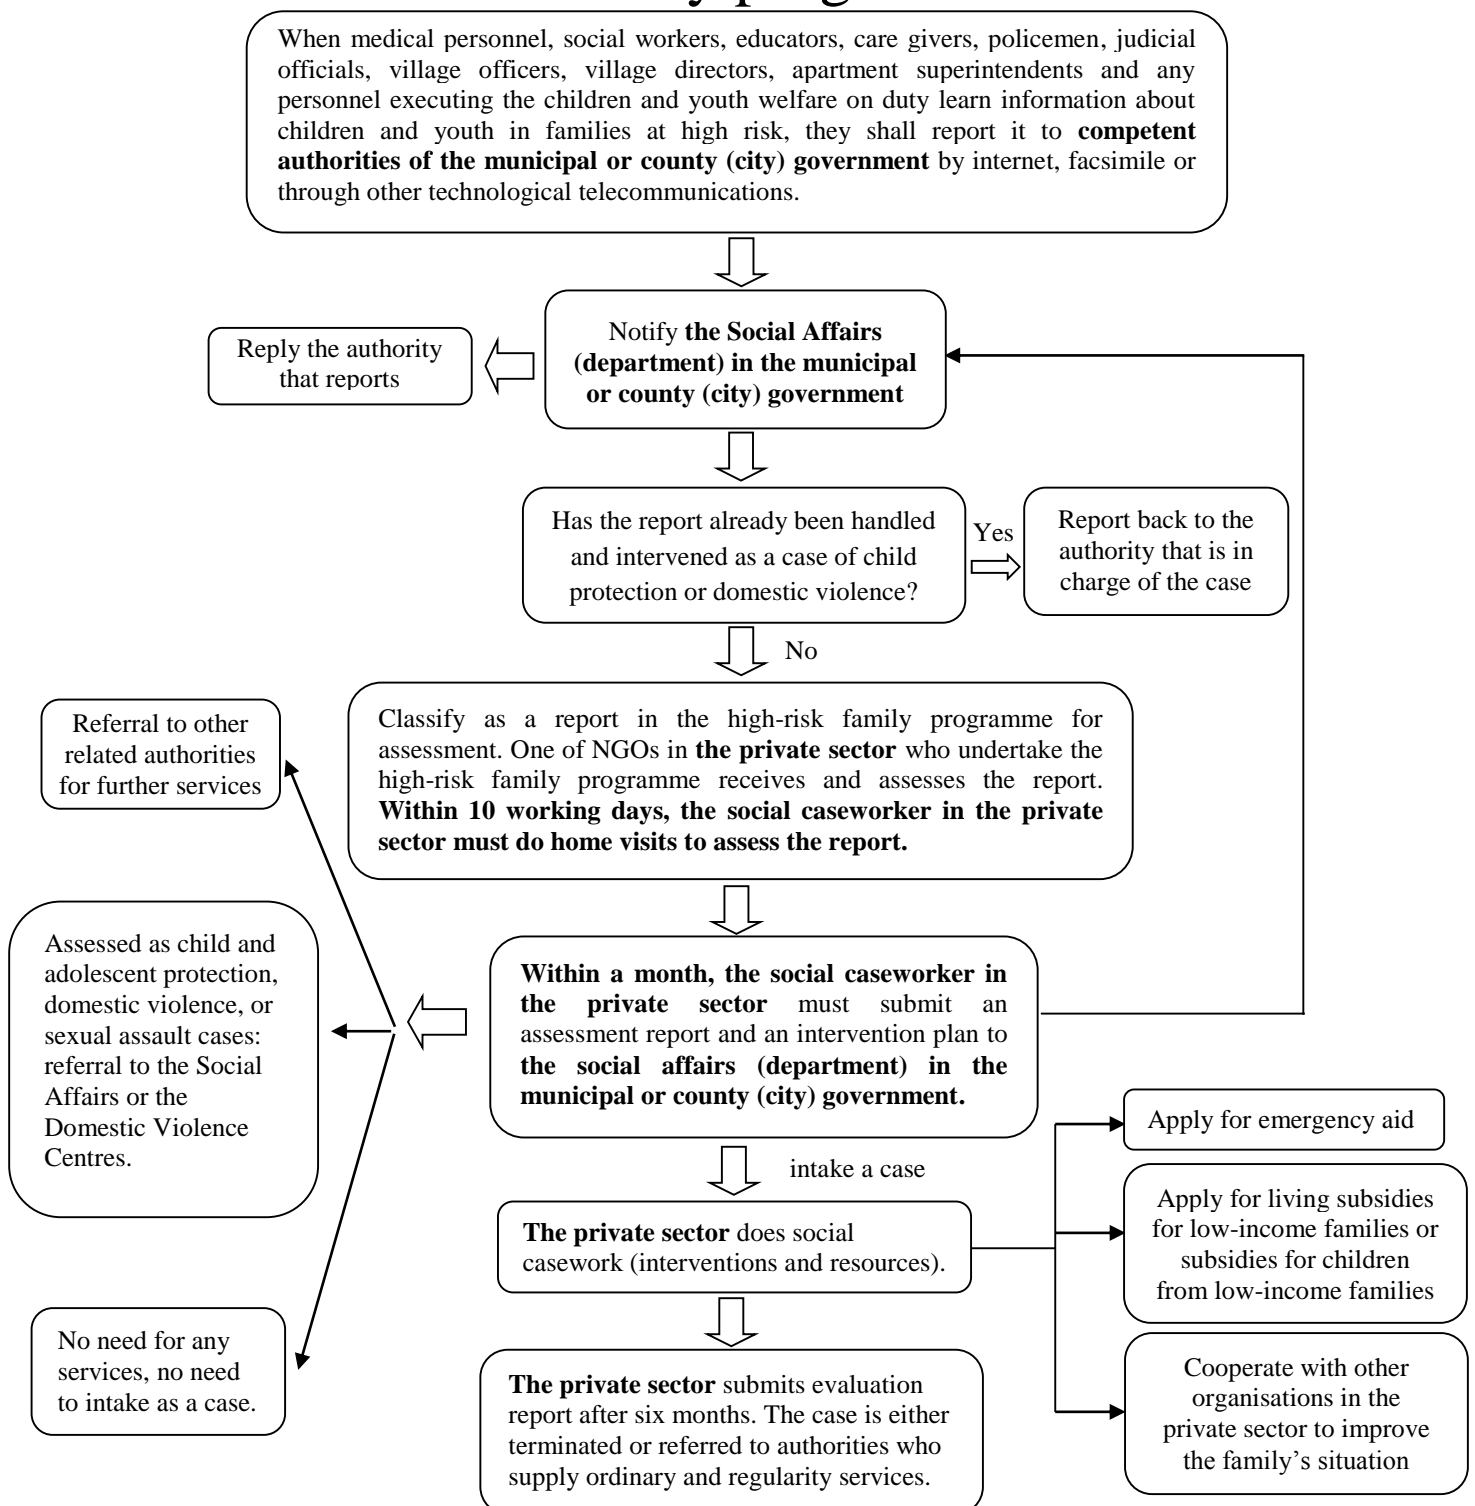 When medical personnel, social workers, educators, care givers, policemen, judicial
officials, village officers, village directors, apartment superintendents and any
personnel executing the children and youth welfare on duty learn information about
children and youth in families at high risk, they shall report it to competent
authorities of the municipal or county (city) government by internet, facsimile or
through other technological telecommunications.
Notify the Social Affairs
(department) in the municipal
or county (city) government
Reply the authority
that reports
Has the report already been handled
and intervened as a case of child
protection or domestic violence?
Yes
Report back to the
authority that is in
charge of the case
No
Classify as a report in the high-risk family programme for
assessment. One of NGOs in the private sector who undertake the
high-risk family programme receives and assesses the report.
Within 10 working days, the social caseworker in the private
sector must do home visits to assess the report.
Referral to other
related authorities
for further services
Assessed as child and
adolescent protection,
domestic violence, or
sexual assault cases:
referral to the Social
Affairs or the
Domestic Violence
Centres.
Within a month, the social caseworker in
the private sector must submit an
assessment report and an intervention plan to
the social affairs (department) in the
municipal or county (city) government.
No need for any
services, no need
to intake as a case.
intake a case
The private sector does social
casework (interventions and resources).
Apply for emergency aid
Apply for living subsidies
for low-income families or
subsidies for children
from low-income families
Cooperate with other
organisations in the
private sector to improve
the family's situation
The private sector submits evaluation
report after six months. The case is either
terminated or referred to authorities who
supply ordinary and regularity services.